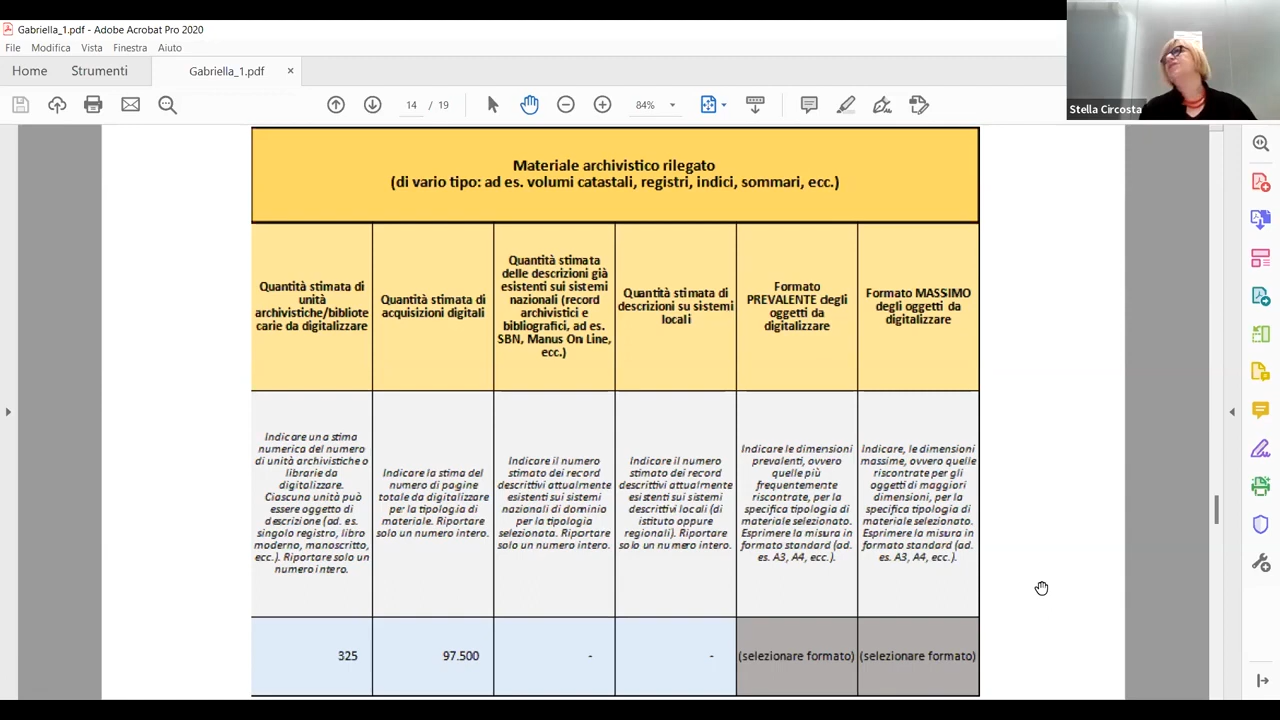 Gabriella_1.pdf - Adobe Acrobat Pro 2020
File Modifica Vista Finestra Aiuto
Home Strumenti Gabriella_1.pdf ×
14 / 19 84%
Stella Circosta
Materiale archivistico rilegato
(di vario tipo: ad es. volumi catastali, registri, indici, sommari, ecc.)
Quantità stimata di
unità
archivistiche/bibliote
carie da digitalizzare
Quantità stimata di
acquisizioni digitali
Quantità stimata
delle descrizioni già
esistenti sui sistemi
nazionali (record
archivistici e
bibliografici, ad es.
SBN, Manus On Line,
ecc.)
Quantità stimata di
descrizioni su sistemi
locali
Formato
PREVALENTE degli
oggetti da
digitalizzare
Formato MASSIMO
degli oggetti da
digitalizzare
Indicare una stima
numerica del numero
di unità archivistiche o
librarie da
digitalizzare.
Ciascuna unità può
essere oggetto di
descrizione (ad. es.
singolo registro, libro
moderno, manoscritto,
ecc.). Riportare solo un
numero intero.
Indicare la stima del
numero di pagine
totale da digitalizzare
per la tipologia di
materiale. Riportare
solo un numero intero.
Indicare il numero
stimato dei record
descrittivi attualmente
esistenti sui sistemi
nazionali di dominio
per la tipologia
selezionata. Riportare
solo un numero intero.
Indicare il numero
stimato dei record
descrittivi attualmente
esistenti sui sistemi
descrittivi locali (di
istituto oppure
regionali). Riportare
solo un numero intero.
Indicare le dimensioni
prevalenti, ovvero
quelle più
frequentemente
riscontrate, per la
specifica tipologia di
materiale selezionato.
Esprimere la misura in
formato standard (ad.
es. A3, A4, ecc.).
Indicare, le dimensioni
massime, ovvero quelle
riscontrate per gli
oggetti di maggiori
dimensioni, per la
specifica tipologia di
materiale selezionato.
Esprimere la misura in
formato standard (ad.
es. A3, A4, ecc.).
325 97.500 - - (selezionare formato) (selezionare formato)